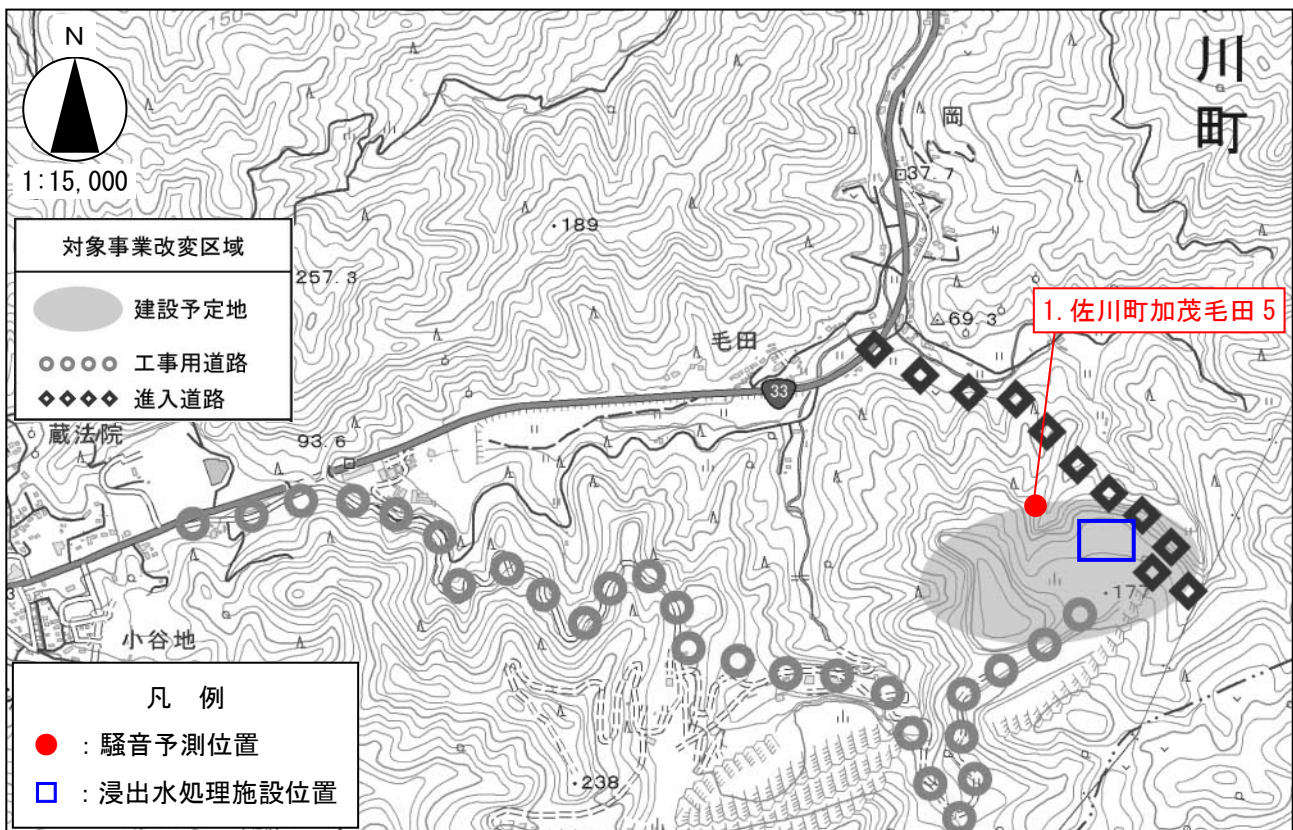 N
1:15,000
対象事業改変区域
建設予定地
工事用道路
進入道路
川
町
岡
150
37.7
・189
257.3
69.3
1.佐川町加茂毛田5
毛田
33
蔵法院
93.6
小谷地
・177
・238
凡 例
：騒音予測位置
：浸出水処理施設位置